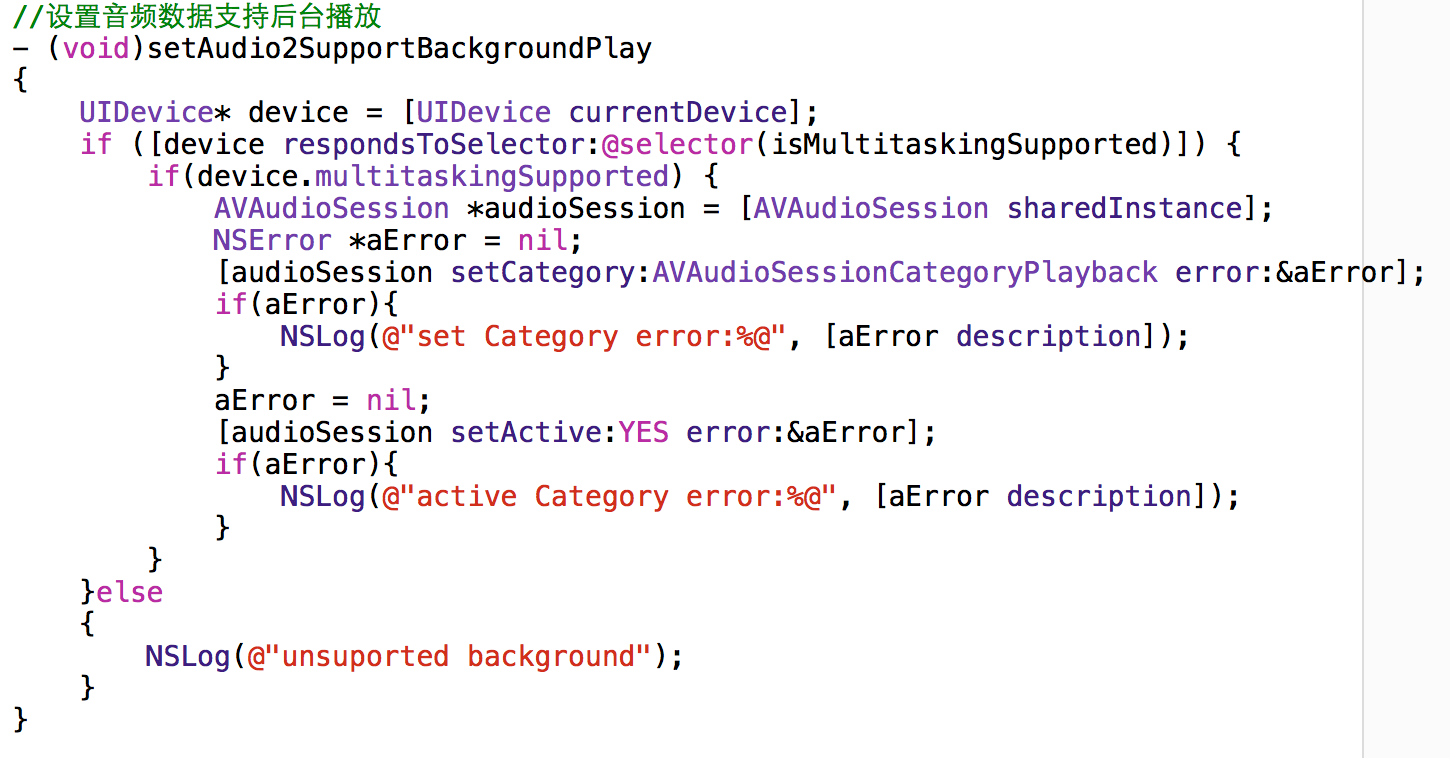 //设置音频数据支持后台播放
- (void)setAudio2SupportBackgroundPlay
{
    UIDevice* device = [UIDevice currentDevice];
    if ([device respondsToSelector:@selector(isMultitaskingSupported)]) {
        if(device.multitaskingSupported) {
            AVAudioSession *audioSession = [AVAudioSession sharedInstance];
            NSError *aError = nil;
            [audioSession setCategory:AVAudioSessionCategoryPlayback error:&aError];
            if(aError){
                NSLog(@"set Category error:%@", [aError description]);
            }
            aError = nil;
            [audioSession setActive:YES error:&aError];
            if(aError){
                NSLog(@"active Category error:%@", [aError description]);
            }
        }
    }else
    {
        NSLog(@"unsuported background");
    }
}